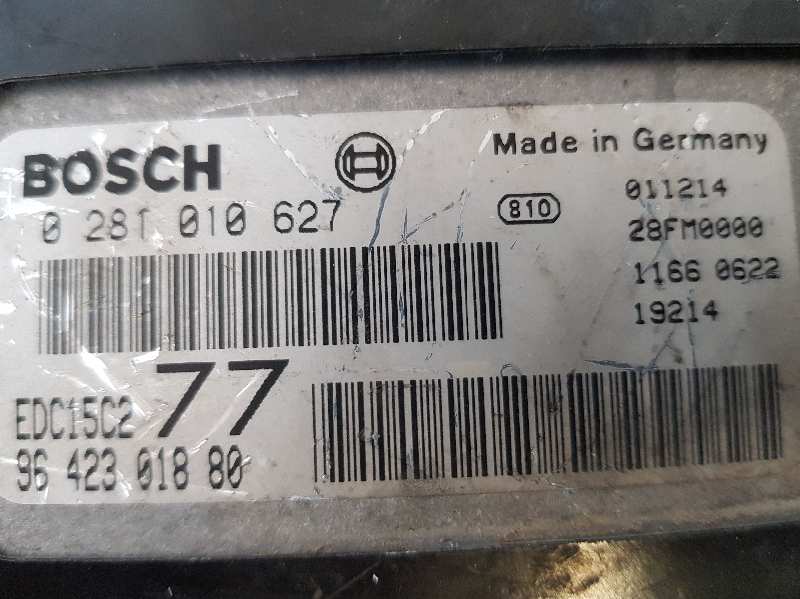 BOSCH
Made in Germany
0 281 010 627
810
011214
28FM0000
1166 0622
19214
77
EDC15C2
96 423 018 80